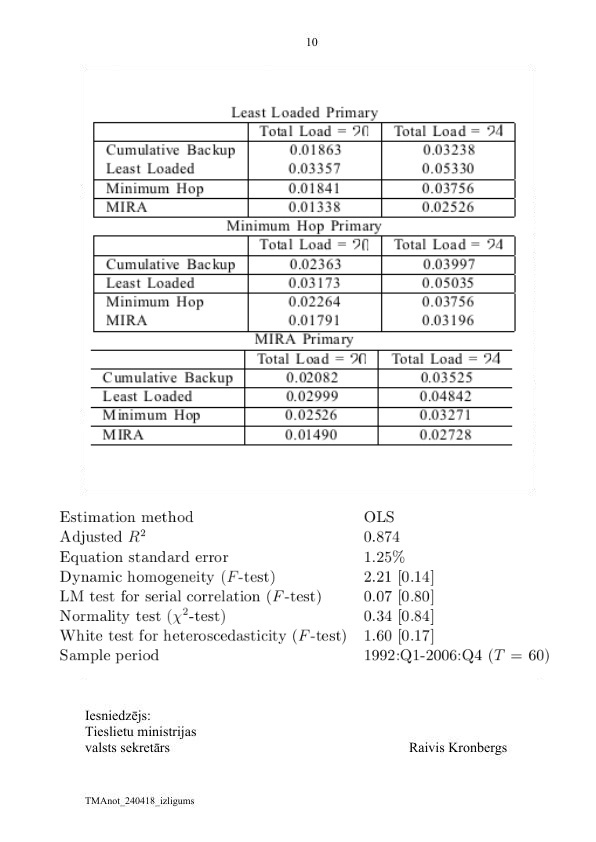 10
Least Loaded Primary
Total Load = 20 Total Load = 24
Cumulative Backup 0.01863 0.03238
Least Loaded 0.03357 0.05330
Minimum Hop 0.01841 0.03756
MIRA 0.01338 0.02526
Minimum Hop Primary
Total Load = 20 Total Load = 24
Cumulative Backup 0.02363 0.03997
Least Loaded 0.03173 0.05035
Minimum Hop 0.02264 0.03756
MIRA 0.01791 0.03196
MIRA Primary
Total Load = 20 Total Load = 24
Cumulative Backup 0.02082 0.03525
Least Loaded 0.02999 0.04842
Minimum Hop 0.02526 0.03271
MIRA 0.01490 0.02728
Estimation method OLS
Adjusted R² 0.874
Equation standard error 1.25%
Dynamic homogeneity (F-test) 2.21 [0.14]
LM test for serial correlation (F-test) 0.07 [0.80]
Normality test (χ²-test) 0.34 [0.84]
White test for heteroscedasticity (F-test) 1.60 [0.17]
Sample period 1992:Q1-2006:Q4 (T = 60)
Iesniedzējs:
Tieslietu ministrijas
valsts sekretārs Raivis Kronbergs
TMAnot_240418_izligums